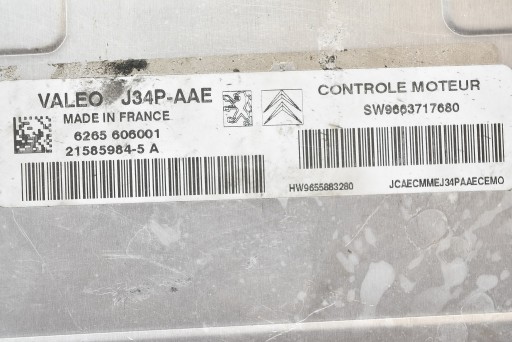 VALEO J34P-AAE
MADE IN FRANCE
6265 606001
21585984-5 A
CONTROLE MOTEUR
SW9663717680
HW9655883280
JCAECMMEJ34PAAECEMO